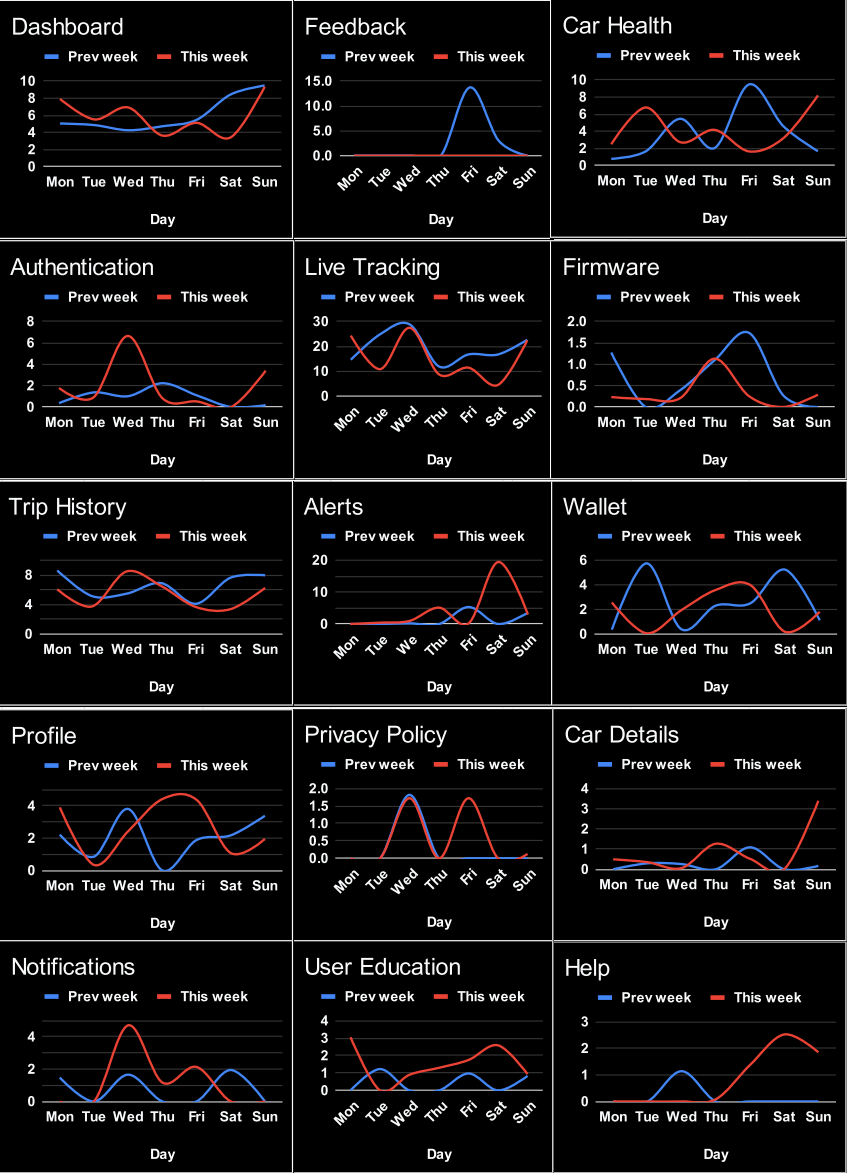 Dashboard
Prev week This week
10
8
6
4
2
0
Mon Tue Wed Thu Fri Sat Sun
Day
Feedback
Prev week This week
15.0
10.0
5.0
0.0
Mon Tue Wed Thu Fri Sat Sun
Day
Car Health
Prev week This week
10
8
6
4
2
0
Mon Tue Wed Thu Fri Sat Sun
Day
Authentication
Prev week This week
8
6
4
2
0
Mon Tue Wed Thu Fri Sat Sun
Day
Live Tracking
Prev week This week
30
20
10
0
Mon Tue Wed Thu Fri Sat Sun
Day
Firmware
Prev week This week
2.0
1.5
1.0
0.5
0.0
Mon Tue Wed Thu Fri Sat Sun
Day
Trip History
Prev week This week
8
4
0
Mon Tue Wed Thu Fri Sat Sun
Day
Alerts
Prev week This week
20
10
0
Mon Tue We Thu Fri Sat Sun
Day
Wallet
Prev week This week
6
4
2
0
Mon Tue Wed Thu Fri Sat Sun
Day
Profile
Prev week This week
4
2
0
Mon Tue Wed Thu Fri Sat Sun
Day
Privacy Policy
Prev week This week
2.0
1.5
1.0
0.5
0.0
Mon Tue Wed Thu Fri Sat Sun
Day
Car Details
Prev week This week
4
3
2
1
0
Mon Tue Wed Thu Fri Sat Sun
Day
Notifications
Prev week This week
4
2
0
Mon Tue Wed Thu Fri Sat Sun
Day
User Education
Prev week This week
4
3
2
1
0
Mon Tue Wed Thu Fri Sat Sun
Day
Help
Prev week This week
3
2
1
0
Mon Tue Wed Thu Fri Sat Sun
Day